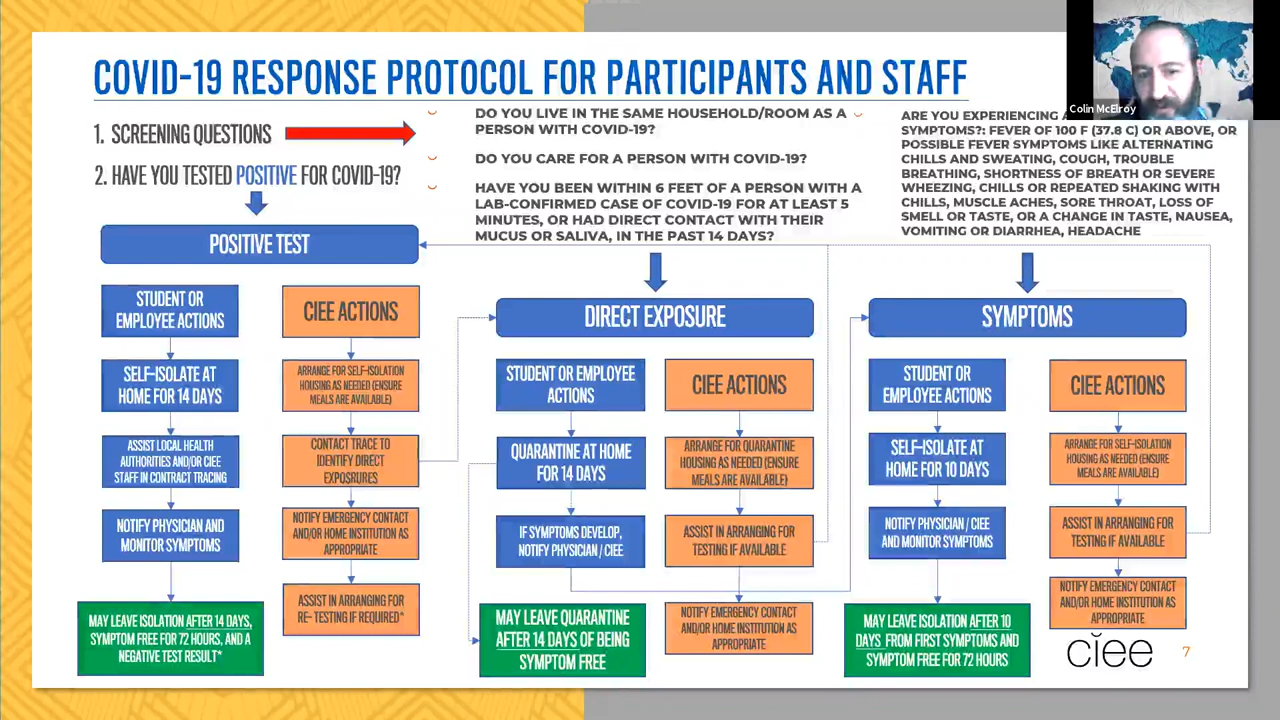 COVID-19 RESPONSE PROTOCOL FOR PARTICIPANTS AND STAFF
Colin McElroy
1. SCREENING QUESTIONS
2. HAVE YOU TESTED POSITIVE FOR COVID-19?
DO YOU LIVE IN THE SAME HOUSEHOLD/ROOM AS A
PERSON WITH COVID-19?
DO YOU CARE FOR A PERSON WITH COVID-19?
HAVE YOU BEEN WITHIN 6 FEET OF A PERSON WITH A
LAB-CONFIRMED CASE OF COVID-19 FOR AT LEAST 5
MINUTES, OR HAD DIRECT CONTACT WITH THEIR
MUCUS OR SALIVA, IN THE PAST 14 DAYS?
ARE YOU EXPERIENCING
SYMPTOMS?: FEVER OF 100 F (37.8 C) OR ABOVE, OR
POSSIBLE FEVER SYMPTOMS LIKE ALTERNATING
CHILLS AND SWEATING, COUGH, TROUBLE
BREATHING, SHORTNESS OF BREATH OR SEVERE
WHEEZING, CHILLS OR REPEATED SHAKING WITH
CHILLS, MUSCLE ACHES, SORE THROAT, LOSS OF
SMELL OR TASTE, OR A CHANGE IN TASTE, NAUSEA,
VOMITING OR DIARRHEA, HEADACHE
POSITIVE TEST
STUDENT OR
EMPLOYEE ACTIONS
SELF-ISOLATE AT
HOME FOR 14 DAYS
ASSIST LOCAL HEALTH
AUTHORITIES AND/OR CIEE
STAFF IN CONTRACT TRACING
NOTIFY PHYSICIAN AND
MONITOR SYMPTOMS
MAY LEAVE ISOLATION AFTER 14 DAYS,
SYMPTOM FREE FOR 72 HOURS, AND A
NEGATIVE TEST RESULT*
CIEE ACTIONS
ARRANGE FOR SELF-ISOLATION
HOUSING AS NEEDED (ENSURE
MEALS ARE AVAILABLE)
CONTACT TRACE TO
IDENTIFY DIRECT
EXPOSURES
NOTIFY EMERGENCY CONTACT
AND/OR HOME INSTITUTION AS
APPROPRIATE
ASSIST IN ARRANGING FOR
RE- TESTING IF REQUIRED*
DIRECT EXPOSURE
STUDENT OR EMPLOYEE
ACTIONS
QUARANTINE AT HOME
FOR 14 DAYS
IF SYMPTOMS DEVELOP,
NOTIFY PHYSICIAN / CIEE
MAY LEAVE QUARANTINE
AFTER 14 DAYS OF BEING
SYMPTOM FREE
CIEE ACTIONS
ARRANGE FOR QUARANTINE
HOUSING AS NEEDED (ENSURE
MEALS ARE AVAILABLE)
ASSIST IN ARRANGING FOR
TESTING IF AVAILABLE
NOTIFY EMERGENCY CONTACT
AND/OR HOME INSTITUTION AS
APPROPRIATE
SYMPTOMS
STUDENT OR EMPLOYEE
ACTIONS
SELF-ISOLATE AT
HOME FOR 10 DAYS
NOTIFY PHYSICIAN / CIEE
AND MONITOR SYMPTOMS
MAY LEAVE ISOLATION AFTER 10
DAYS FROM FIRST SYMPTOMS AND
SYMPTOM FREE FOR 72 HOURS
CIEE ACTIONS
ARRANGE FOR SELF-ISOLATION
HOUSING AS NEEDED (ENSURE
MEALS ARE AVAILABLE)
ASSIST IN ARRANGING FOR
TESTING IF AVAILABLE
NOTIFY EMERGENCY CONTACT
AND/OR HOME INSTITUTION AS
APPROPRIATE
ciee
7